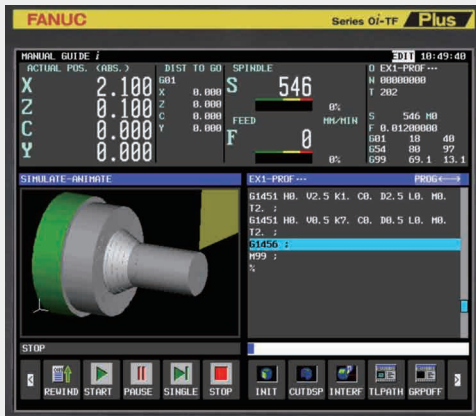 FANUC
Series 0i-TF Plus
MANUAL GUIDE i
EDIT 10:49:40
ACTUAL POS. (ABS.)
X 2.100
Z 0.100
C 0.000
Y 0.000
DIST TO GO
G01
X 0.000
Z 0.000
C 0.000
Y 0.000
SPINDLE
S 546
0%
FEED MM/MIN
F 0
0%
O EX1-PROF···
N 00000000
T 202
S 546 M0
F 0.01200000
G01 18 40
G54 80 97
G99 69.1 13.1
SIMULATE-ANIMATE
STOP
EX1-PROF··· PROG
G1451 H0. V2.5 K1. C0. D2.5 L0. M0.
T2. ;
G1451 H0. V0.5 K7. C0. D0.5 L0. M0.
T2. ;
G1456 ;
M99 ;
%
REWIND START PAUSE SINGLE STOP INIT CUTDSP INTERF TLPATH GRPOFF